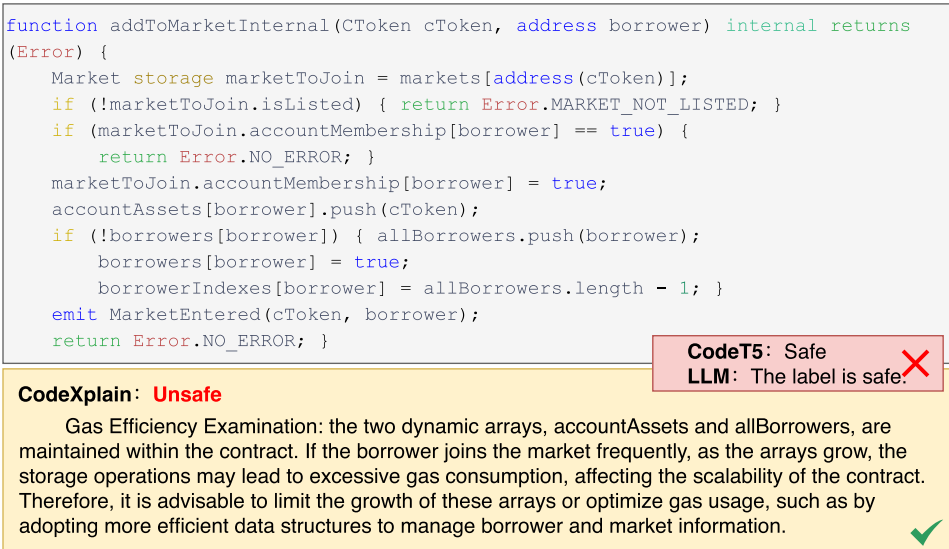 function addToMarketInternal(CToken cToken, address borrower) internal returns
(Error) {
    Market storage marketToJoin = markets[address(cToken)];
    if (!marketToJoin.isListed) { return Error.MARKET_NOT_LISTED; }
    if (marketToJoin.accountMembership[borrower] == true) {
        return Error.NO_ERROR; }
    marketToJoin.accountMembership[borrower] = true;
    accountAssets[borrower].push(cToken);
    if (!borrowers[borrower]) { allBorrowers.push(borrower);
        borrowers[borrower] = true;
        borrowerIndexes[borrower] = allBorrowers.length - 1; }
    emit MarketEntered(cToken, borrower);
    return Error.NO_ERROR; }
CodeT5: Safe
LLM: The label is safe.
CodeXplain: Unsafe
Gas Efficiency Examination: the two dynamic arrays, accountAssets and allBorrowers, are
maintained within the contract. If the borrower joins the market frequently, as the arrays grow, the
storage operations may lead to excessive gas consumption, affecting the scalability of the contract.
Therefore, it is advisable to limit the growth of these arrays or optimize gas usage, such as by
adopting more efficient data structures to manage borrower and market information.